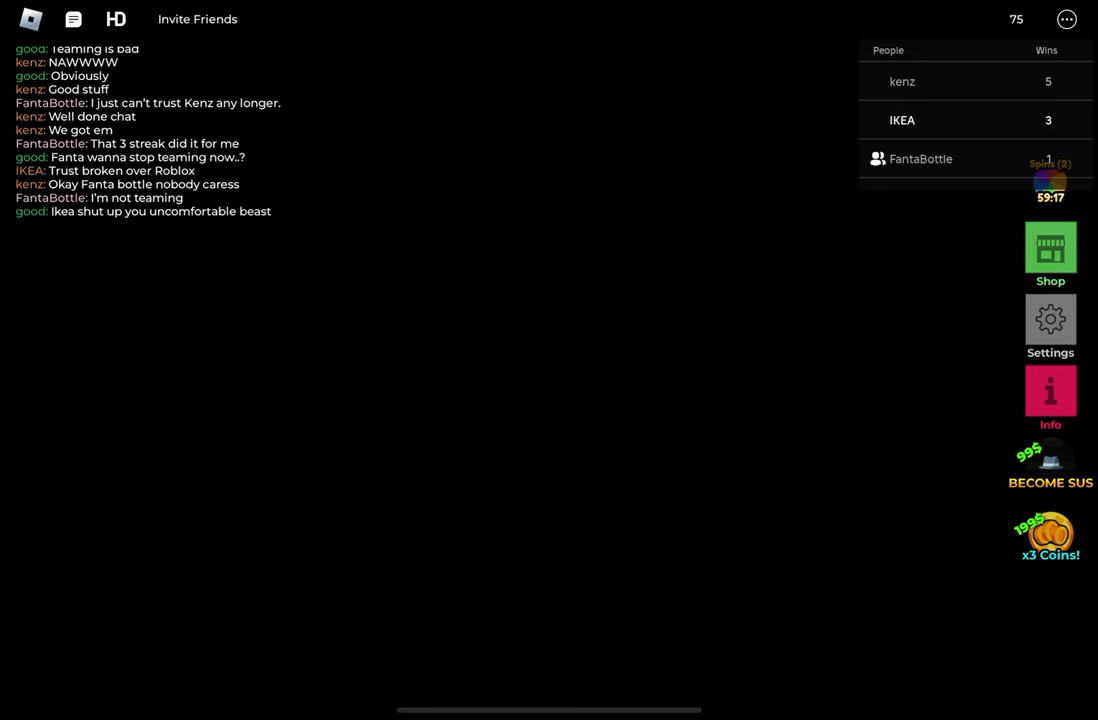 HD Invite Friends 75
good: Teaming is bad
kenz: NAWWWW
good: Obviously
kenz: Good stuff
FantaBottle: I just can't trust Kenz any longer.
kenz: Well done chat
kenz: We got em
FantaBottle: That 3 streak did it for me
good: Fanta wanna stop teaming now..?
IKEA: Trust broken over Roblox
kenz: Okay Fanta bottle nobody caress
FantaBottle: I'm not teaming
good: Ikea shut up you uncomfortable beast
People Wins
kenz 5
IKEA 3
FantaBottle 1
Spins (2)
59:17
Shop
Settings
Info
99$
BECOME SUS
199$
x3 Coins!